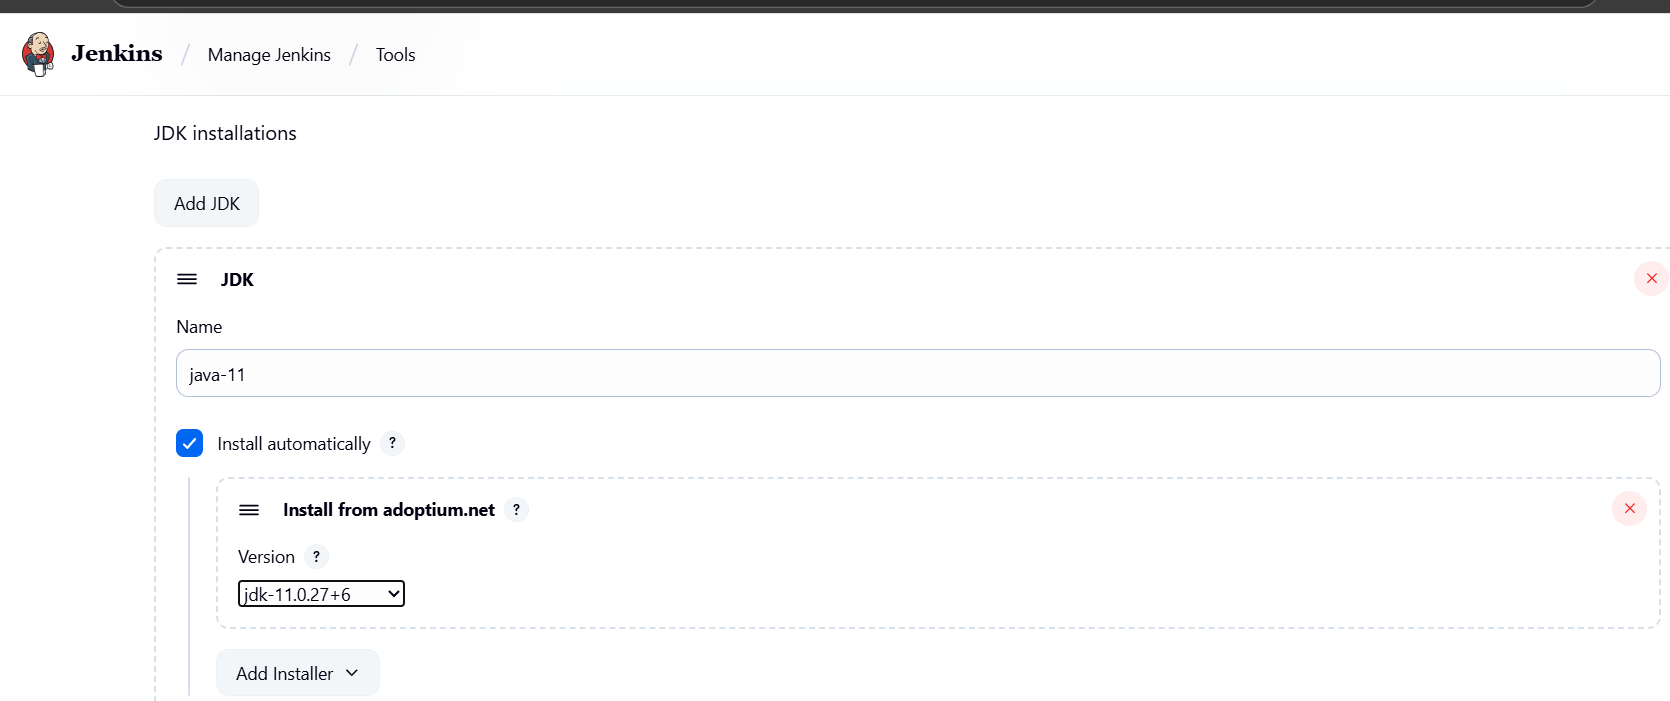 Jenkins / Manage Jenkins / Tools
JDK installations
Add JDK
JDK
Name
java-11
Install automatically ?
Install from adoptium.net ?
Version ?
jdk-11.0.27+6
Add Installer